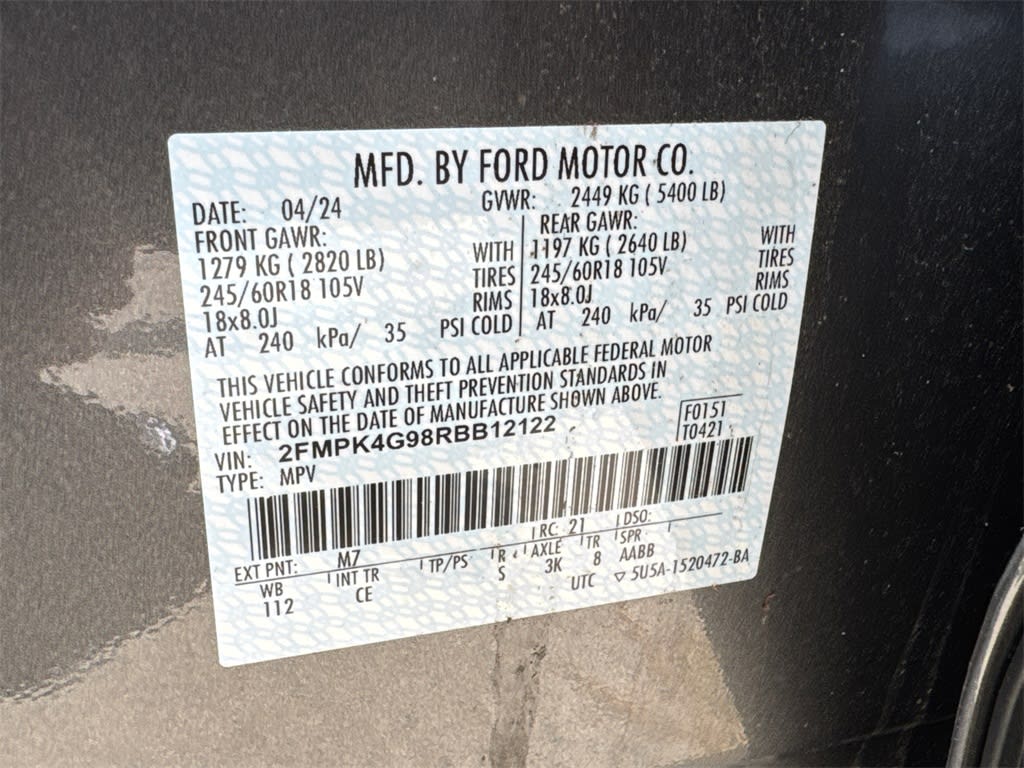 MFD. BY FORD MOTOR CO.
DATE: 04/24 GVWR: 2449 KG ( 5400 LB)
FRONT GAWR: REAR GAWR:
1279 KG ( 2820 LB) WITH 1197 KG ( 2640 LB) WITH
245/60R18 105V TIRES 245/60R18 105V TIRES
18x8.0J RIMS 18x8.0J RIMS
AT 240 kPa/ 35 PSI COLD AT 240 kPa/ 35 PSI COLD
THIS VEHICLE CONFORMS TO ALL APPLICABLE FEDERAL MOTOR
VEHICLE SAFETY AND THEFT PREVENTION STANDARDS IN
EFFECT ON THE DATE OF MANUFACTURE SHOWN ABOVE.
VIN: 2FMPK4G98RBB12122 F0151
TYPE: MPV T0421
EXT PNT: M7 RC: 21 DSO:
WB INT TR TP/PS R AXLE TR SPR
112 CE S 3K 8 AABB
UTC ▽ 5U5A-1520472-BA